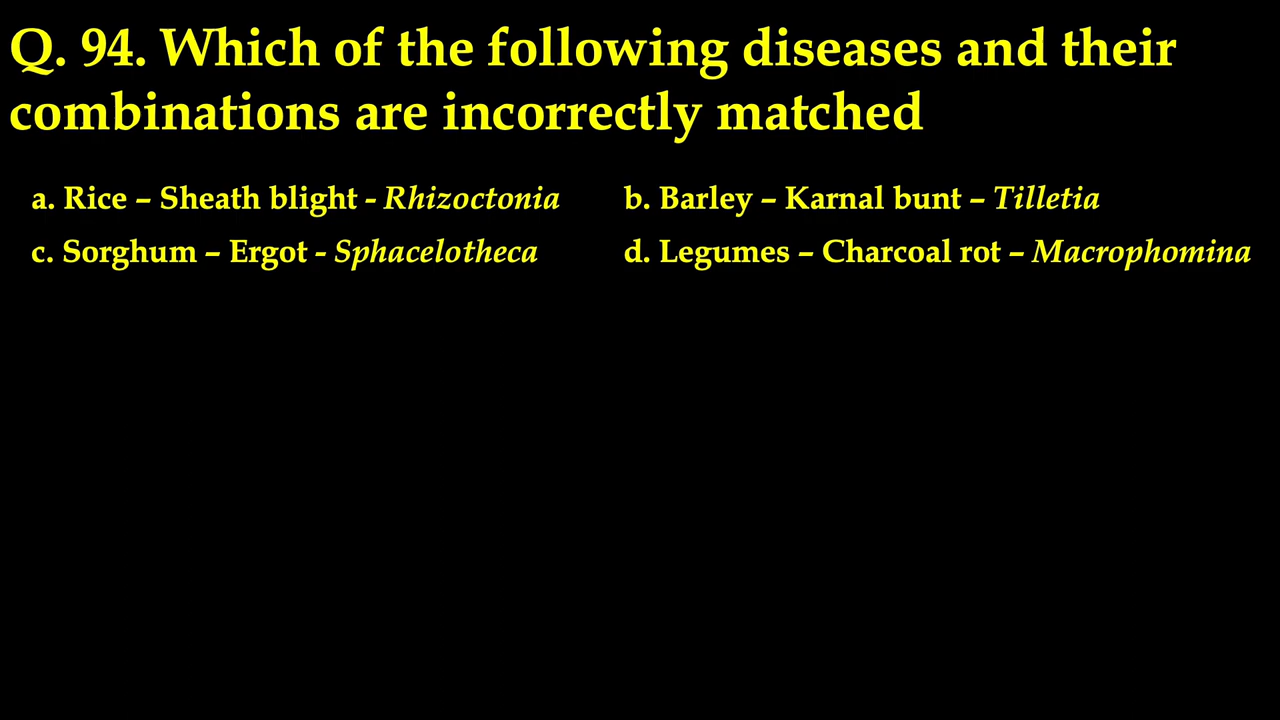 Q. 94. Which of the following diseases and their
combinations are incorrectly matched
a. Rice – Sheath blight - Rhizoctonia
b. Barley – Karnal bunt – Tilletia
c. Sorghum – Ergot - Sphacelotheca
d. Legumes – Charcoal rot – Macrophomina